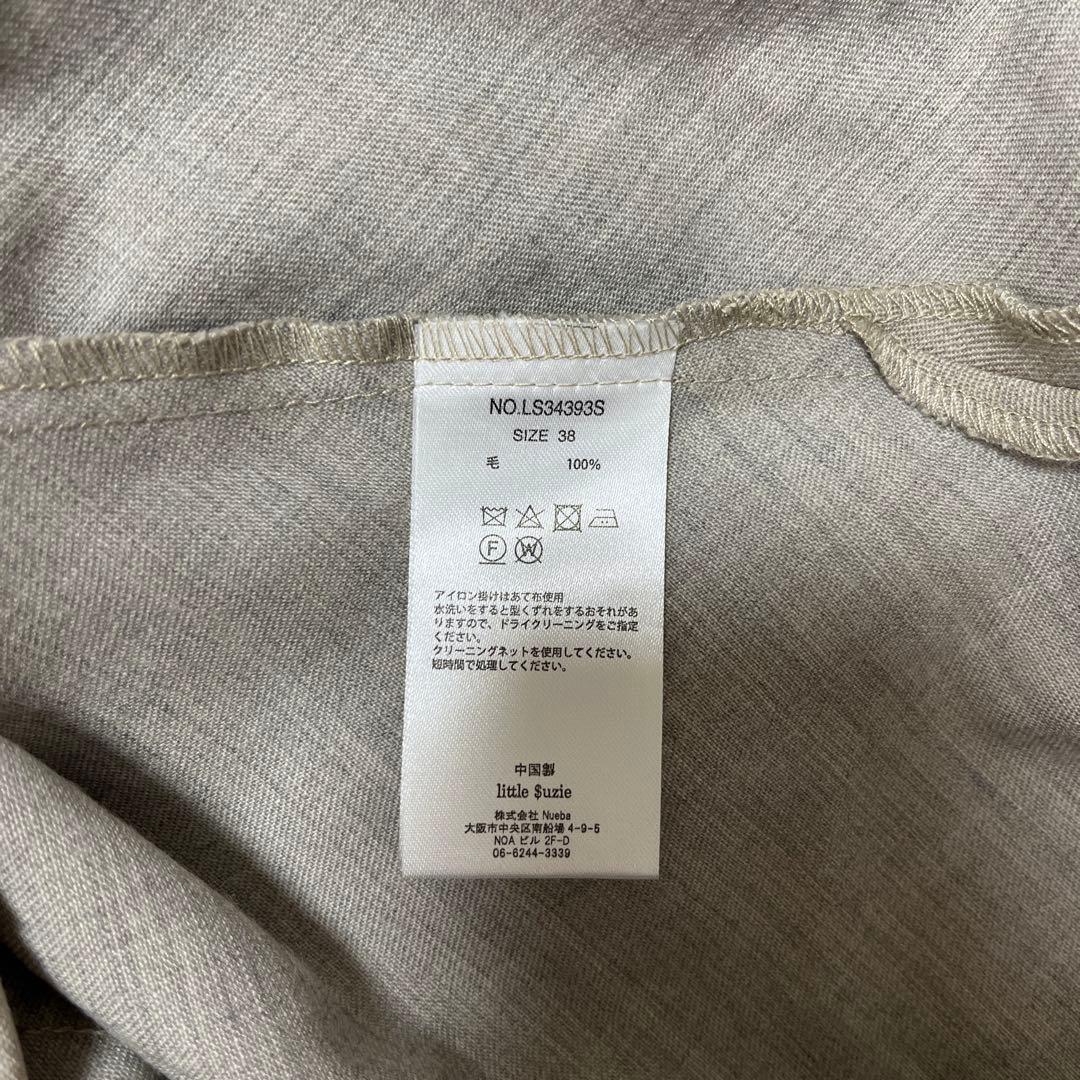 NO.LS34393S
SIZE 38
毛 100%
F W
アイロン掛けはあて布使用
水洗いをすると型くずれをするおそれがあ
りますので、ドライクリーニングをご指定
ください。
クリーニングネットを使用してください。
短時間で処理してください。
中国製
little $uzie
株式会社 Nueba
大阪市中央区南船場 4-9-5
NOA ビル 2F-D
06-6244-3339